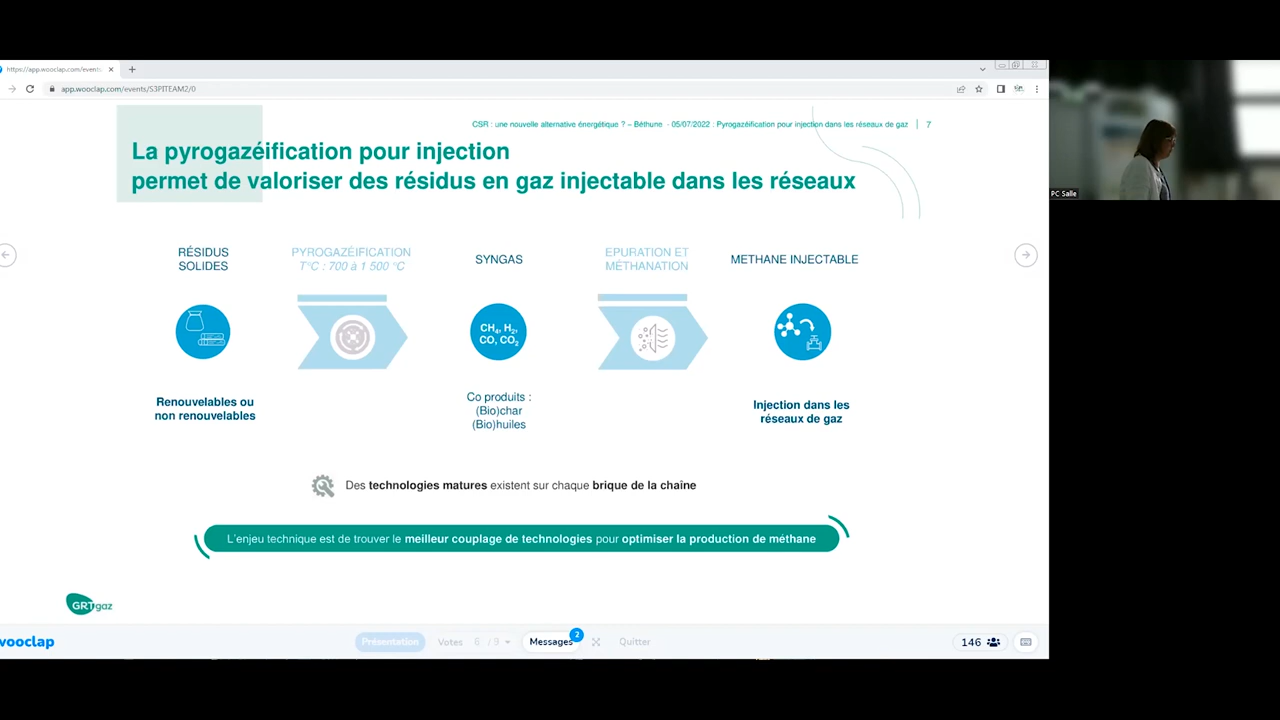 https://app.wooclap.com/events
app.wooclap.com/events/S3PITEAM2/0
CSR : une nouvelle alternative énergétique ? – Béthune - 05/07/2022 : Pyrogazéification pour injection dans les réseaux de gaz | 7
La pyrogazéification pour injection
permet de valoriser des résidus en gaz injectable dans les réseaux
RÉSIDUS
SOLIDES
PYROGAZÉIFICATION
T°C : 700 à 1 500 °C
SYNGAS
EPURATION ET
MÉTHANATION
METHANE INJECTABLE
CH₄, H₂,
CO, CO₂
Renouvelables ou
non renouvelables
Co produits :
(Bio)char
(Bio)huiles
Injection dans les
réseaux de gaz
Des technologies matures existent sur chaque brique de la chaîne
L'enjeu technique est de trouver le meilleur couplage de technologies pour optimiser la production de méthane
GRTgaz
wooclap
Présentation
Votes
/ 9
Messages
2
Quitter
146
PC Salle